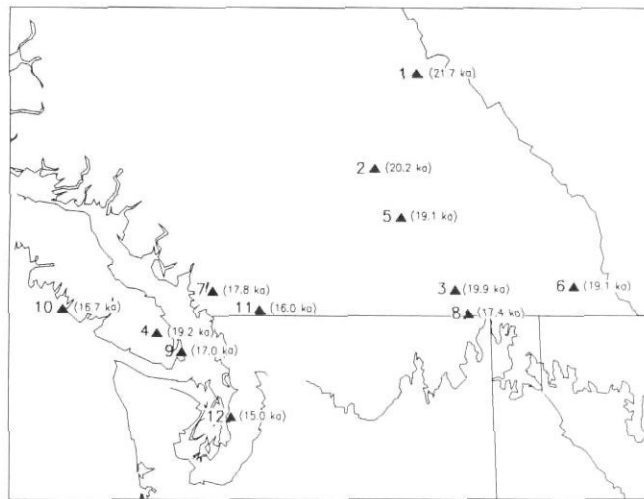 1 (21.7 ka)
2 (20.2 ka)
5 (19.1 ka)
7 (17.8 ka)
3 (19.9 ka)
6 (19.1 ka)
10 (16.7 ka)
11 (16.0 ka)
8 (17.4 ka)
4 (19.2 ka)
9 (17.0 ka)
12 (15.0 ka)